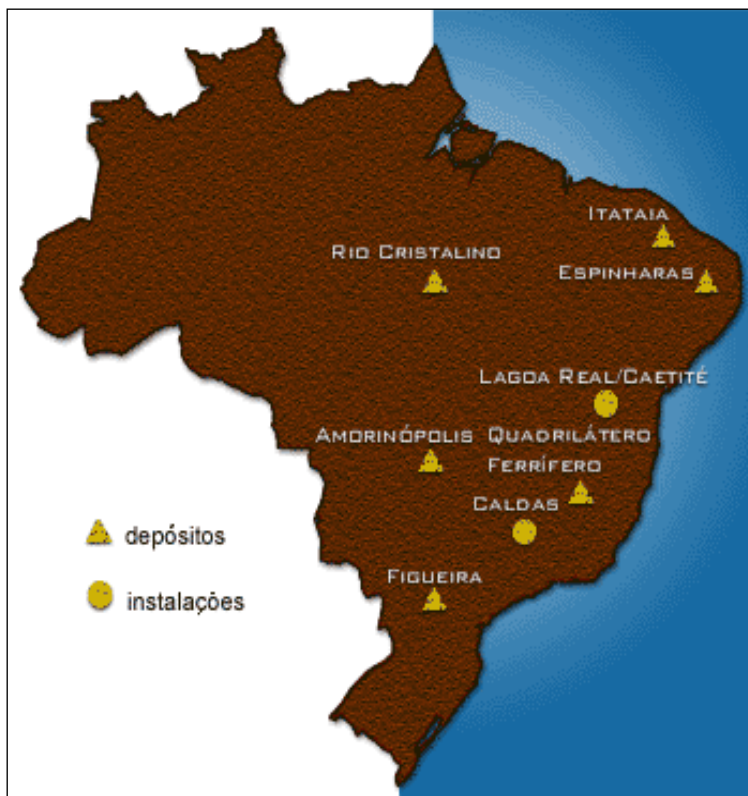 ITATAIA
RIO CRISTALINO
ESPINHARAS
LAGOA REAL/CAETITÉ
AMORINÓPOLIS
QUADRILÁTERO
FERRÍFERO
CALDAS
depósitos
FIGUEIRA
instalações